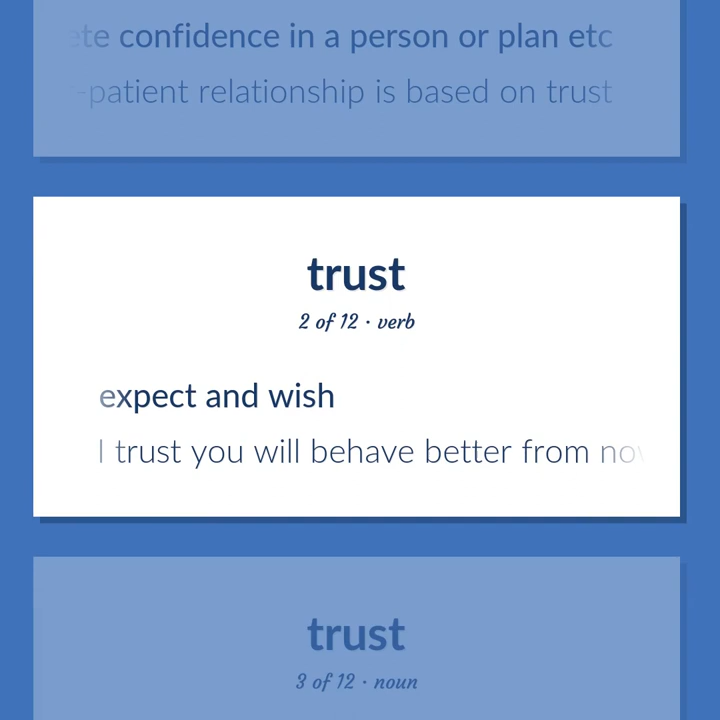 confidence in a person or plan etc
-patient relationship is based on trust
trust
2 of 12 · verb
expect and wish
I trust you will behave better from
trust
3 of 12 · noun